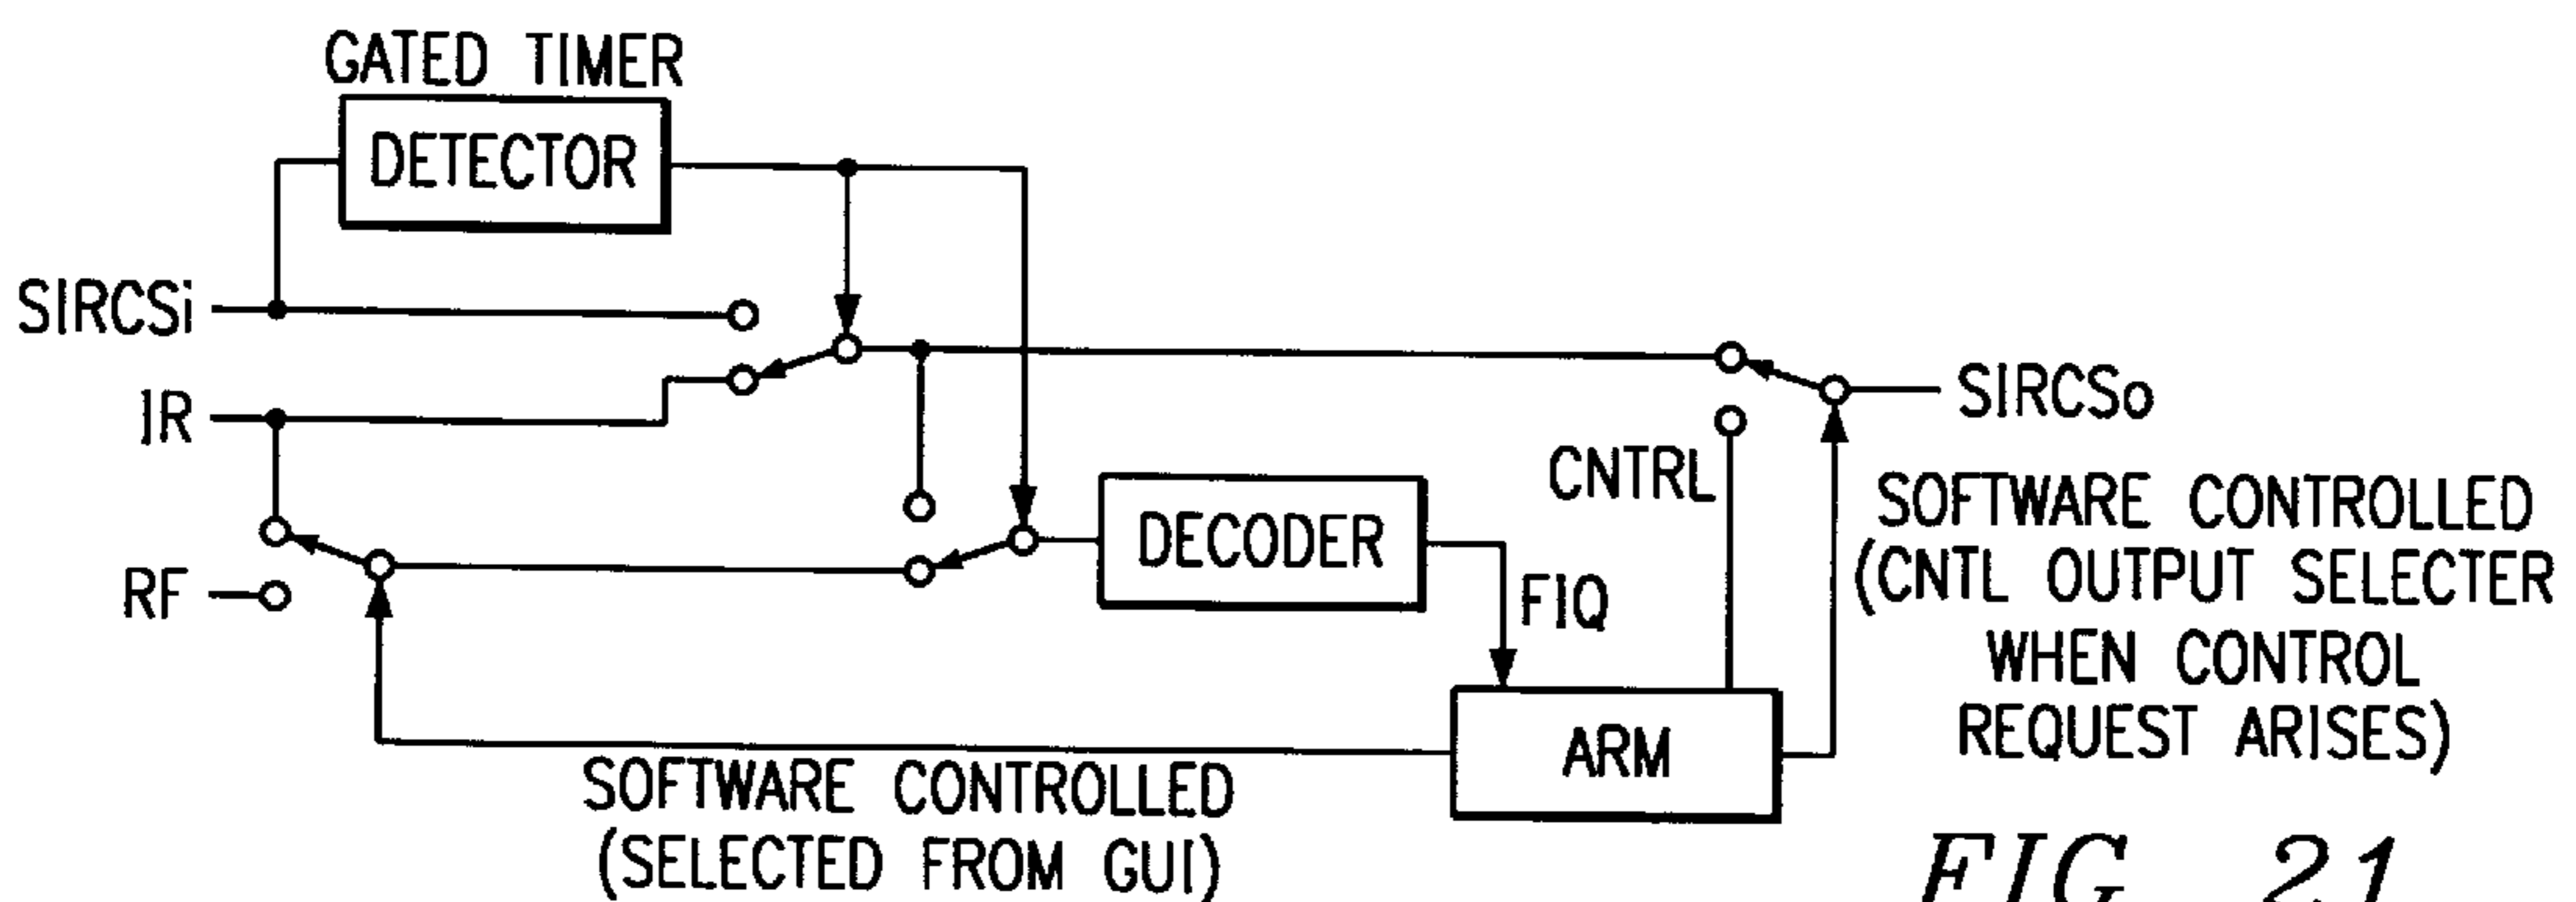 GATED TIMER
DETECTOR
SIRCSi
IR
RF
DECODER
FIQ
CNTRL
ARM
SIRCSo
SOFTWARE CONTROLLED
(CNTL OUTPUT SELECTER
WHEN CONTROL
REQUEST ARISES)
SOFTWARE CONTROLLED
(SELECTED FROM GUI)
FIG. 21